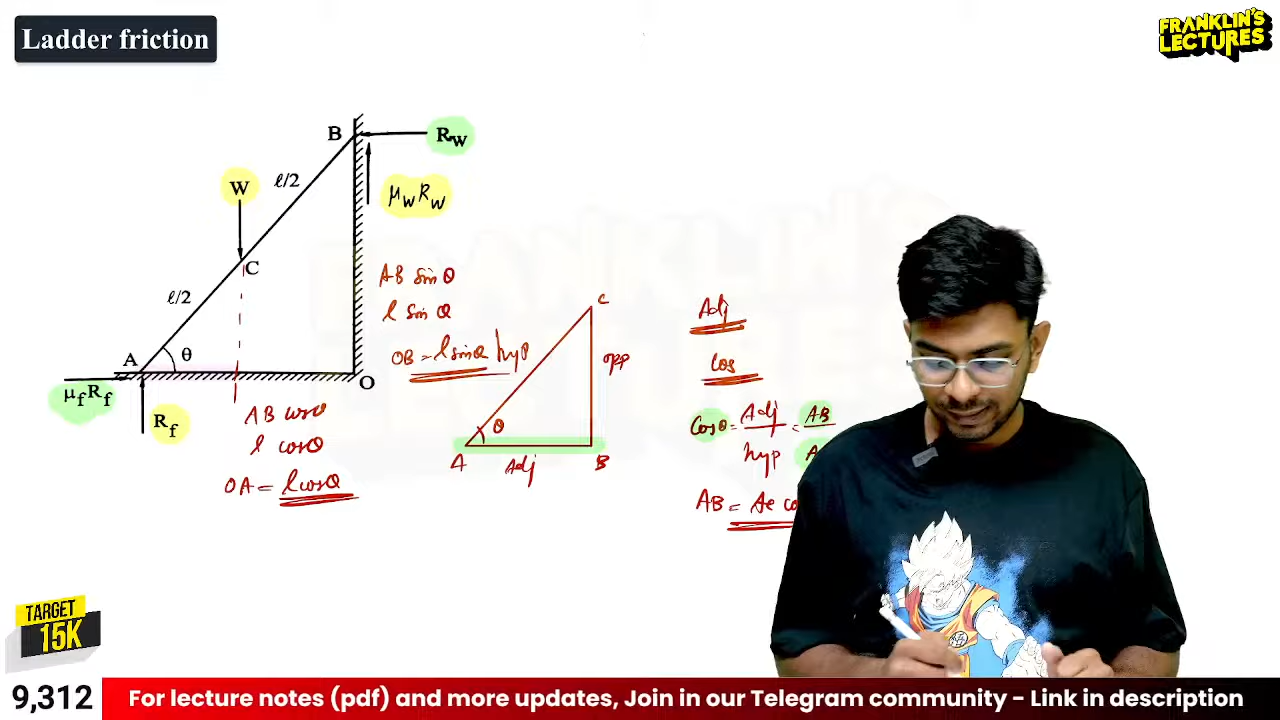 Ladder friction
FRANKLIN'S
LECTURES
B
R_W
W
ℓ/2
μ_W R_W
C
AB sin θ
ℓ/2
ℓ sin θ
C
Adj
A
θ
OB = ℓ sin θ
hyp
opp
cos
O
μ_f R_f
R_f
AB cos θ
θ
cos θ = Adj/hyp = AB/
ℓ cos θ
A
Adj
B
OA = ℓ cos θ
AB =
TARGET
15K
9,312
For lecture notes (pdf) and more updates, Join in our Telegram community - Link in description